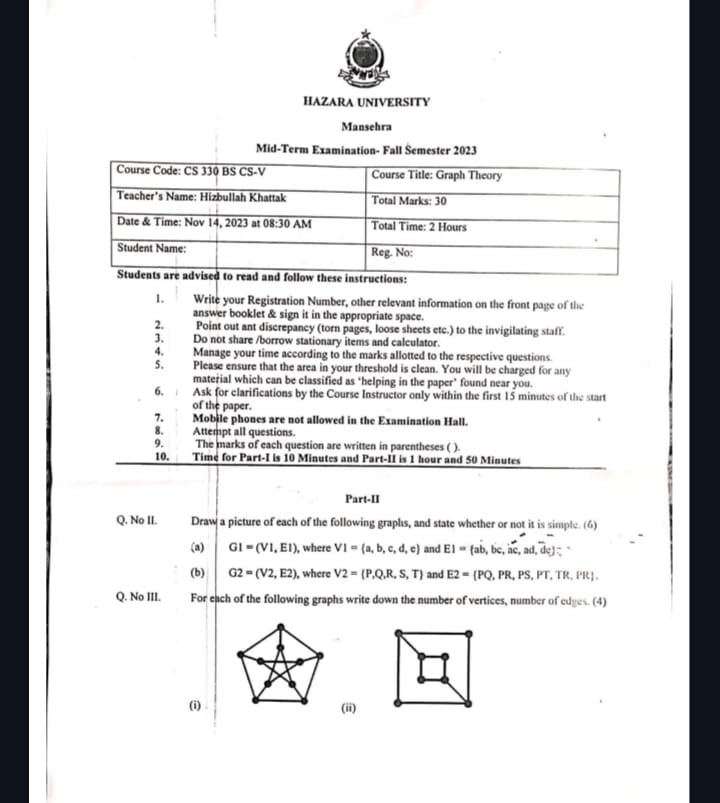 HAZARA UNIVERSITY
Mansehra
Mid-Term Examination- Fall Semester 2023
Course Code: CS 330 BS CS-V
Course Title: Graph Theory
Teacher's Name: Hizbullah Khattak
Total Marks: 30
Date & Time: Nov 14, 2023 at 08:30 AM
Total Time: 2 Hours
Student Name:
Reg. No:
Students are advised to read and follow these instructions:
1. Write your Registration Number, other relevant information on the front page of the
answer booklet & sign it in the appropriate space.
2. Point out ant discrepancy (torn pages, loose sheets etc.) to the invigilating staff.
3. Do not share /borrow stationary items and calculator.
4. Manage your time according to the marks allotted to the respective questions.
5. Please ensure that the area in your threshold is clean. You will be charged for any
material which can be classified as 'helping in the paper' found near you.
6. Ask for clarifications by the Course Instructor only within the first 15 minutes of the start
of the paper.
7. Mobile phones are not allowed in the Examination Hall.
8. Attempt all questions.
9. The marks of each question are written in parentheses ( ).
10. Time for Part-I is 10 Minutes and Part-II is 1 hour and 50 Minutes
Part-II
Q. No II. Draw a picture of each of the following graphs, and state whether or not it is simple. (6)
(a) G1 = (V1, E1), where V1 = {a, b, c, d, e} and E1 = {ab, bc, ac, ad, de};
(b) G2 = (V2, E2), where V2 = {P,Q,R, S, T} and E2 = {PQ, PR, PS, PT, TR, PR}.
Q. No III. For each of the following graphs write down the number of vertices, number of edges. (4)
(i) (ii)